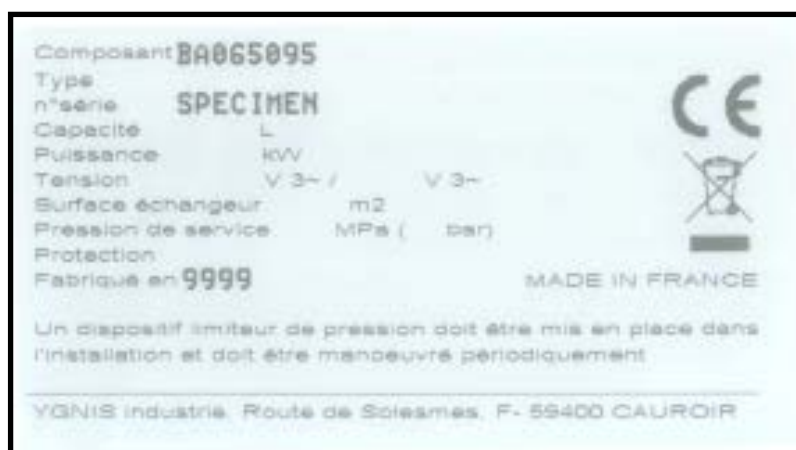 Composant BA065095
Type
n°série SPECIMEN
Capacité L
Puissance kW
Tension V 3~ / V 3~
Surface échangeur m2
Pression de service MPa ( bar)
Protection
Fabriqué en 9999
CE
MADE IN FRANCE
Un dispositif limiteur de pression doit être mis en place dans
l'installation et doit être manoeuvré périodiquement
YGNIS industrie, Route de Solesmes, F- 59400 CAUROIR